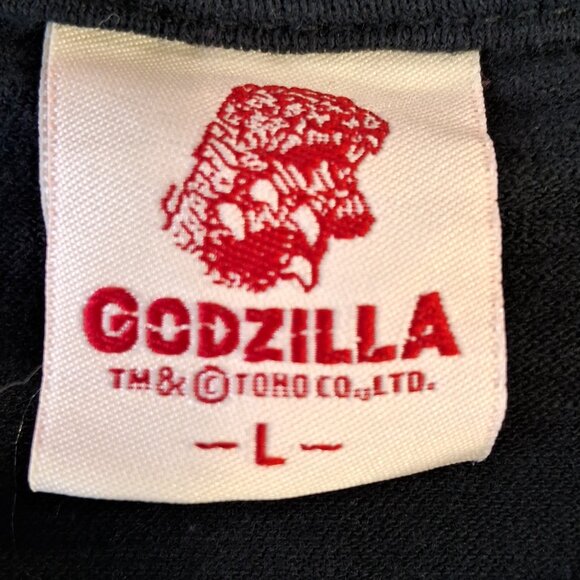 GODZILLA
TM & © TOHO CO.,LTD.
-L-